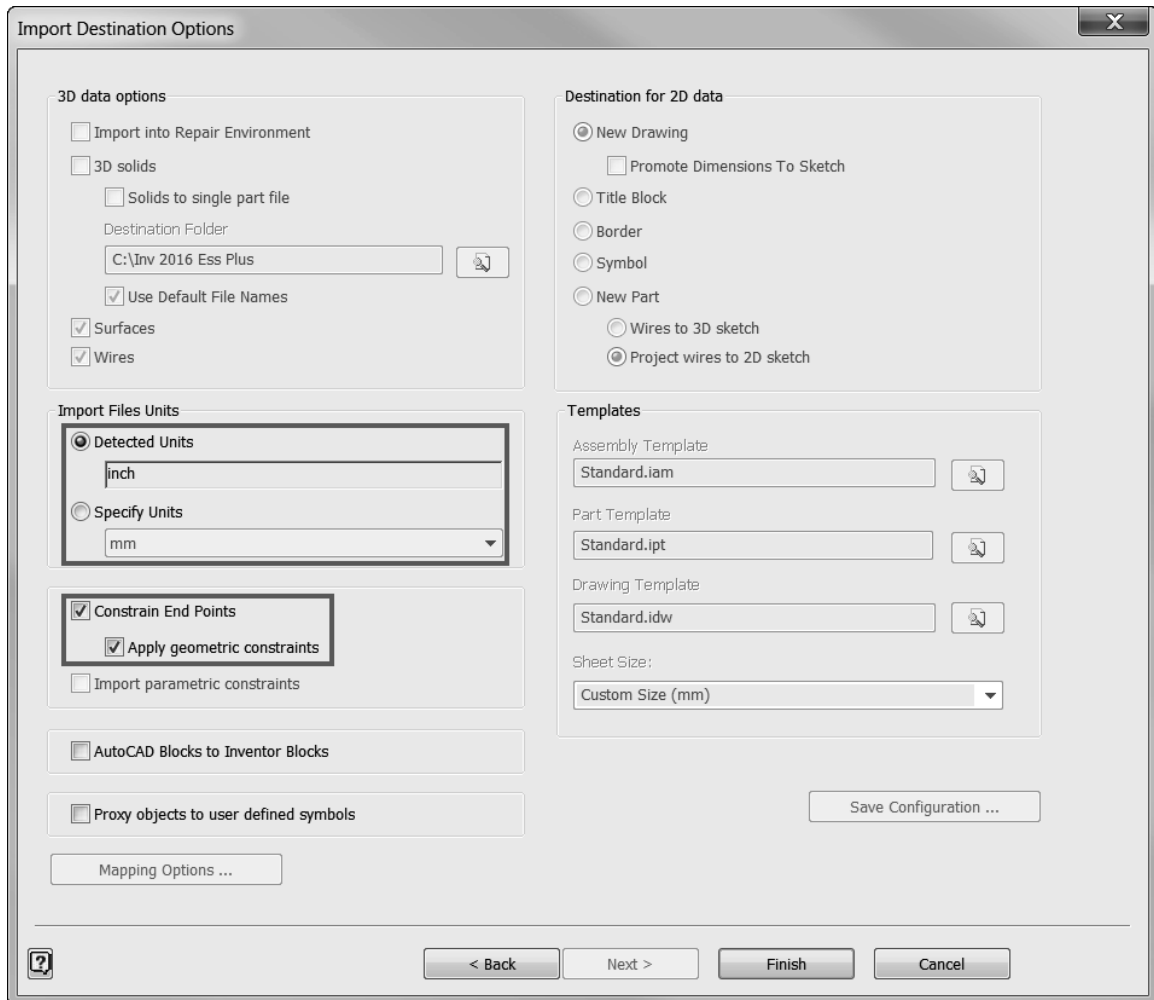 Import Destination Options
X
3D data options
Import into Repair Environment
3D solids
Solids to single part file
Destination Folder
C:\Inv 2016 Ess Plus
Use Default File Names
Surfaces
Wires
Destination for 2D data
New Drawing
Promote Dimensions To Sketch
Title Block
Border
Symbol
New Part
Wires to 3D sketch
Project wires to 2D sketch
Import Files Units
Detected Units
inch
Specify Units
mm
Constrain End Points
Apply geometric constraints
Import parametric constraints
AutoCAD Blocks to Inventor Blocks
Proxy objects to user defined symbols
Mapping Options ...
Templates
Assembly Template
Standard.iam
Part Template
Standard.ipt
Drawing Template
Standard.idw
Sheet Size:
Custom Size (mm)
Save Configuration ...
?
< Back
Next >
Finish
Cancel